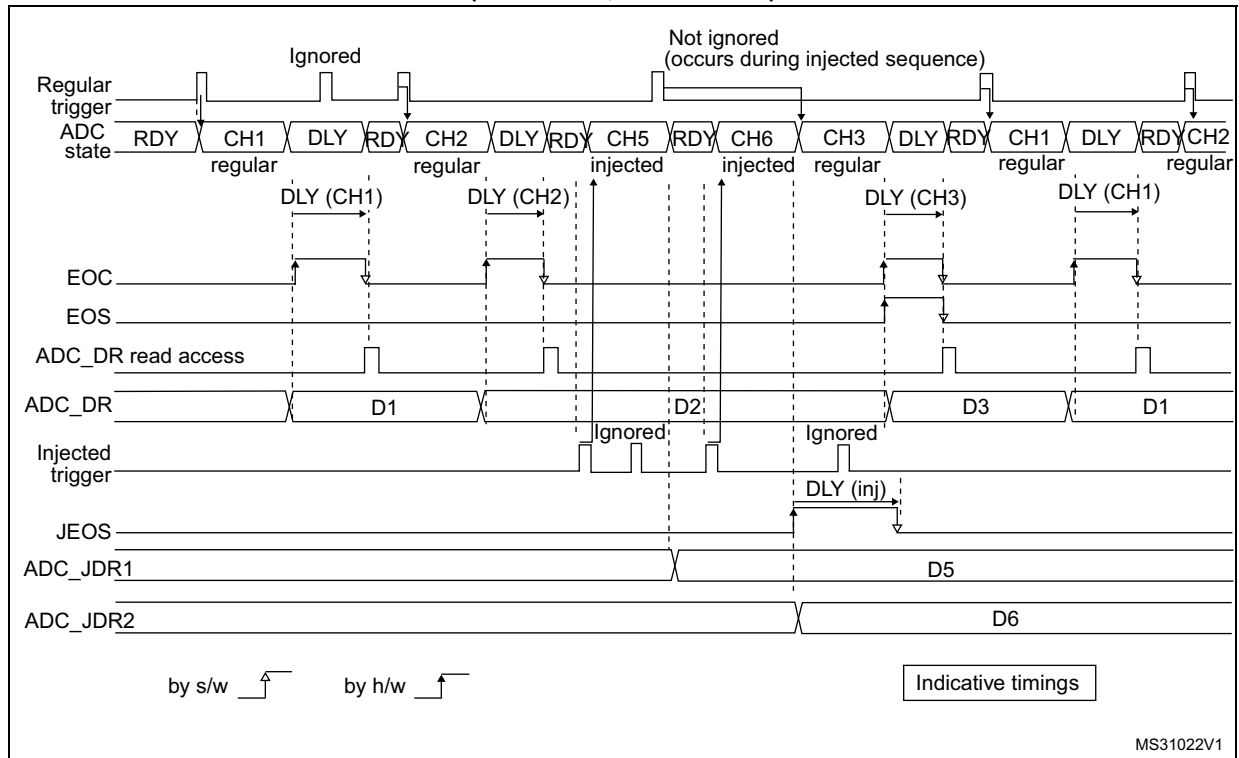 Ignored
Not ignored
(occurs during injected sequence)
Regular
trigger
ADC
state
RDY CH1 DLY RDY CH2 DLY RDY CH5 RDY CH6 CH3 DLY RDY CH1 DLY RDY CH2
regular regular injected injected regular regular regular
DLY (CH1) DLY (CH2) DLY (CH3) DLY (CH1)
EOC
EOS
ADC_DR read access
ADC_DR D1 D2 D3 D1
Ignored Ignored
Injected
trigger
DLY (inj)
JEOS
ADC_JDR1 D5
ADC_JDR2 D6
by s/w by h/w Indicative timings
MS31022V1